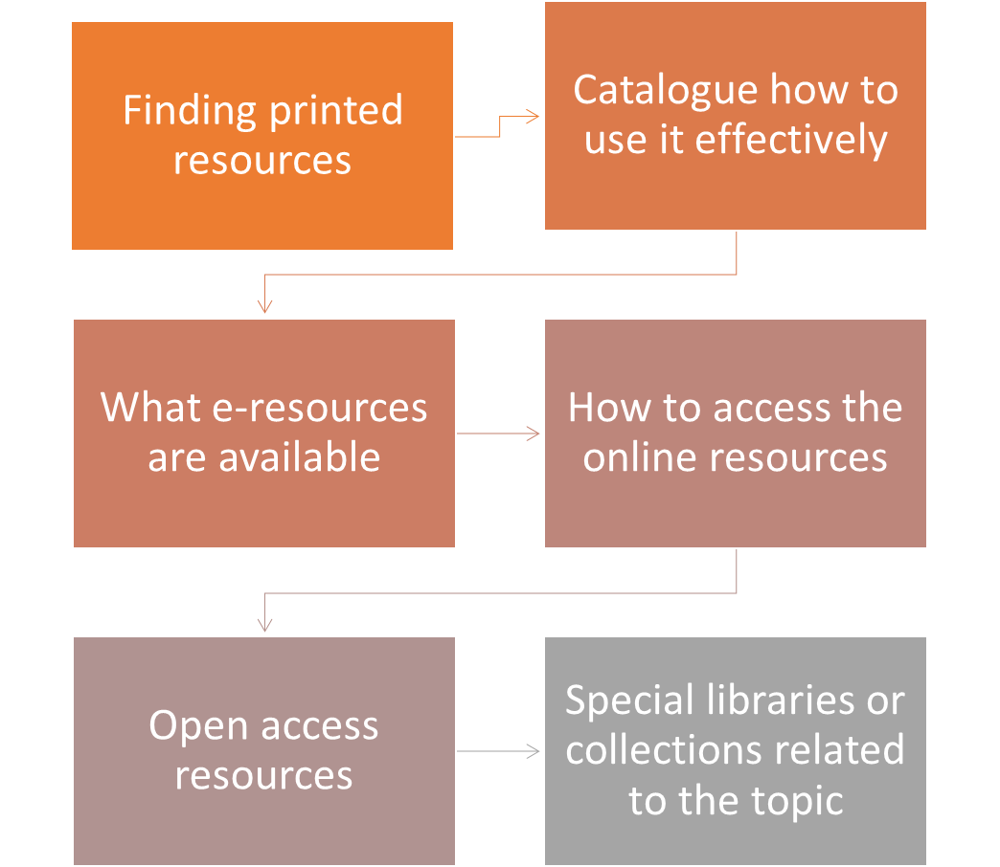 Finding printed
resources
Catalogue how to
use it effectively
What e-resources
are available
How to access the
online resources
Open access
resources
Special libraries or
collections related
to the topic